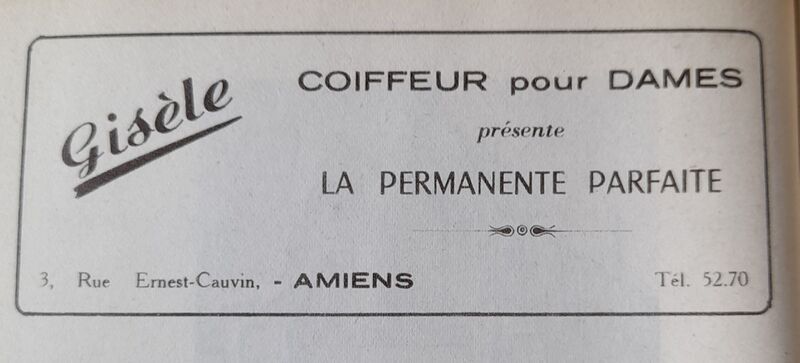 Gisèle
COIFFEUR pour DAMES
présente
LA PERMANENTE PARFAITE
3, Rue Ernest-Cauvin, - AMIENS Tél. 52.70